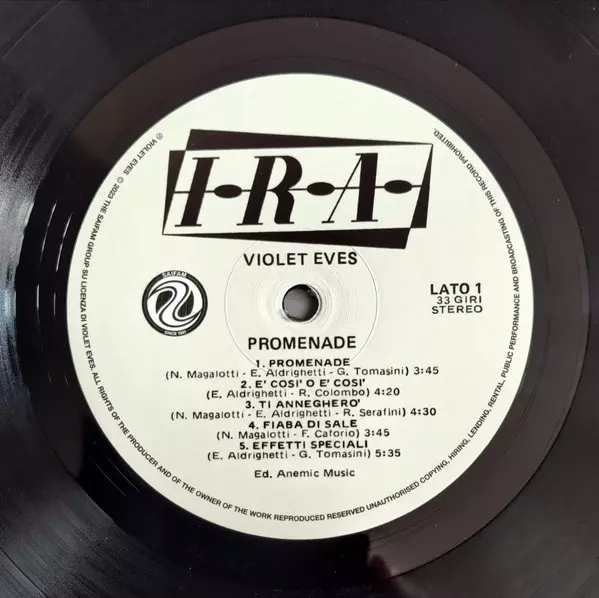 I·R·A·
VIOLET EVES
SAIFAM
SINCE 1981
LATO 1
33 GIRI
STEREO
PROMENADE
1. PROMENADE
(N. Magalotti - E. Aldrighetti - G. Tomasini) 3:45
2. E' COSI' O E' COSI'
(E. Aldrighetti - R. Colombo) 4:20
3. TI ANNEGHERO'
(N. Magalotti - E. Aldrighetti - R. Serafini) 4:30
4. FIABA DI SALE
(N. Magalotti - F. Caforio) 3:45
5. EFFETTI SPECIALI
(E. Aldrighetti - G. Tomasini) 5:35
Ed. Anemic Music
℗ VIOLET EVES © 2023 THE SAIFAM GROUP SU LICENZA DI VIOLET EVES. ALL RIGHTS OF THE PRODUCER AND OF THE OWNER OF THE WORK REPRODUCED RESERVED UNAUTHORISED COPYING, HIRING, LENDING, RENTAL, PUBLIC PERFORMANCE AND BROADCASTING OF THIS RECORD PROHIBITED.